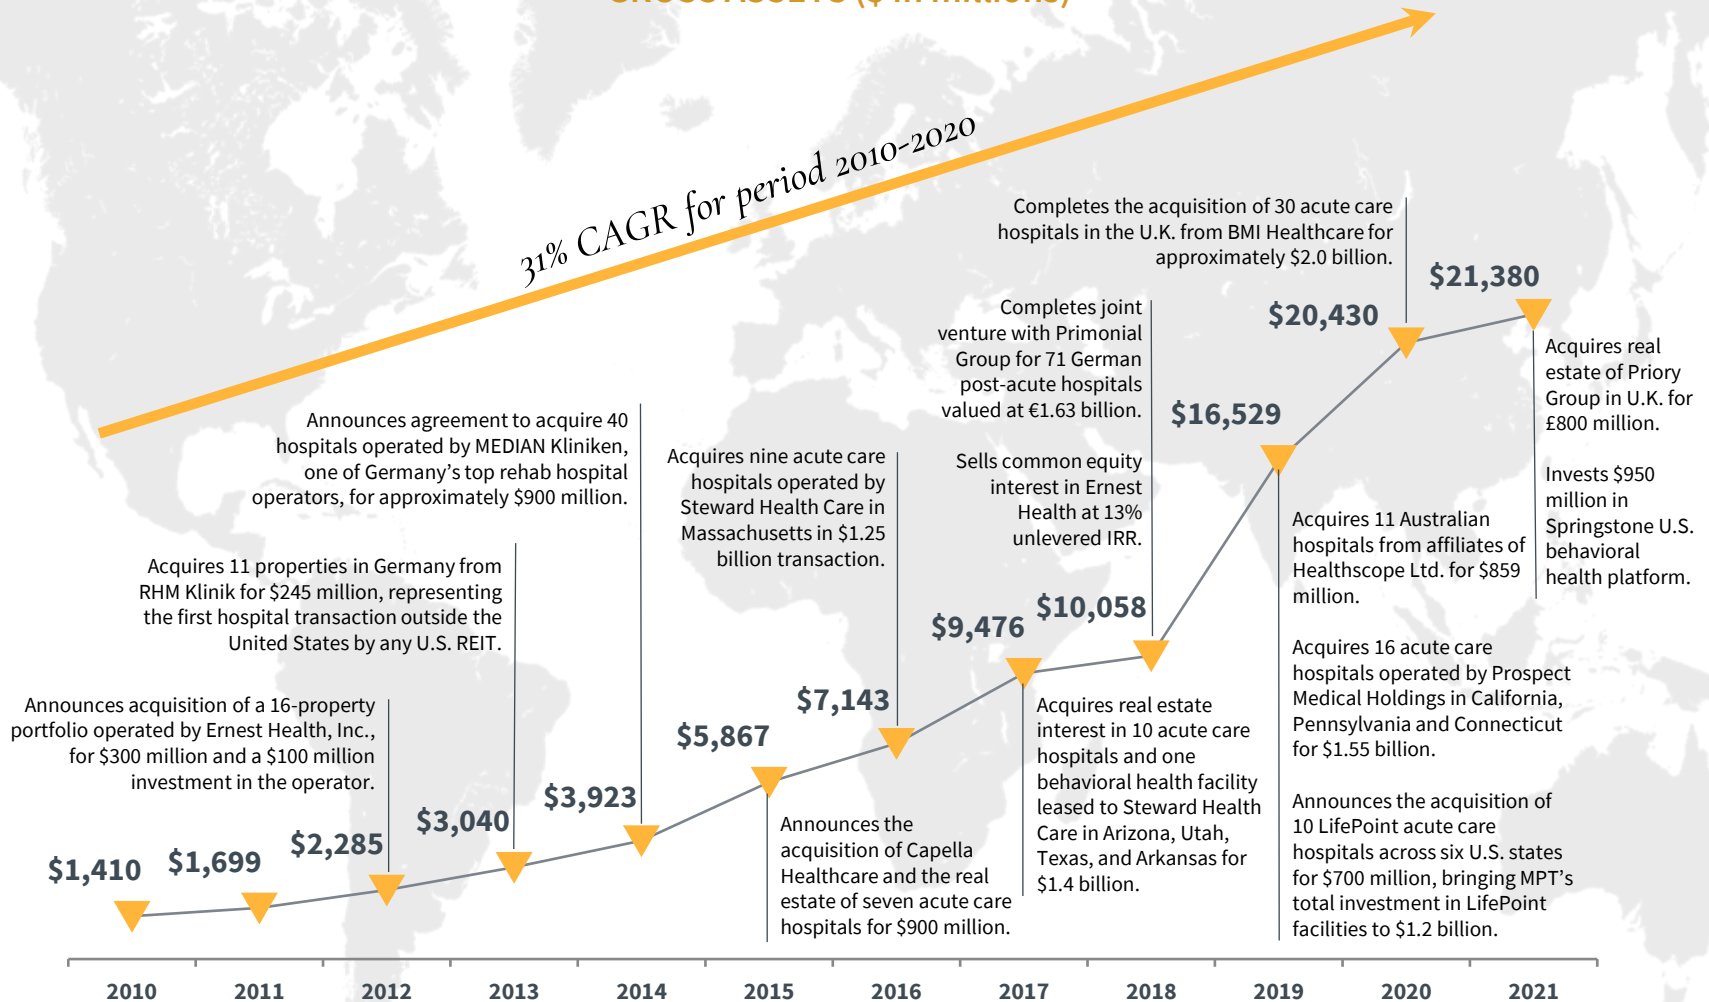 GROSS ASSETS ($ in millions)
31% CAGR for period 2010-2020
Completes the acquisition of 30 acute care
hospitals in the U.K. from BMI Healthcare for
approximately $2.0 billion.
$21,380
$20,430
Completes joint
venture with Primonial
Group for 71 German
post-acute hospitals
valued at €1.63 billion.
Sells common equity
interest in Ernest
Health at 13%
unlevered IRR.
Acquires real
estate of Priory
Group in U.K. for
£800 million.
Invests $950
million in
Springstone U.S.
behavioral
health platform.
$16,529
Announces agreement to acquire 40
hospitals operated by MEDIAN Kliniken,
one of Germany’s top rehab hospital
operators, for approximately $900 million.
Acquires nine acute care
hospitals operated by
Steward Health Care in
Massachusetts in $1.25
billion transaction.
Acquires 11 Australian
hospitals from affiliates of
Healthscope Ltd. for $859
million.
Acquires 16 acute care
hospitals operated by Prospect
Medical Holdings in California,
Pennsylvania and Connecticut
for $1.55 billion.
Announces the acquisition of
10 LifePoint acute care
hospitals across six U.S. states
for $700 million, bringing MPT’s
total investment in LifePoint
facilities to $1.2 billion.
Acquires 11 properties in Germany from
RHM Klinik for $245 million, representing
the first hospital transaction outside the
United States by any U.S. REIT.
$10,058
$9,476
Announces acquisition of a 16-property
portfolio operated by Ernest Health, Inc.,
for $300 million and a $100 million
investment in the operator.
$7,143
Acquires real estate
interest in 10 acute care
hospitals and one
behavioral health facility
leased to Steward Health
Care in Arizona, Utah,
Texas, and Arkansas for
$1.4 billion.
$5,867
$3,923
$3,040
$2,285
$1,699
$1,410
Announces the
acquisition of Capella
Healthcare and the real
estate of seven acute care
hospitals for $900 million.
2010 2011 2012 2013 2014 2015 2016 2017 2018 2019 2020 2021